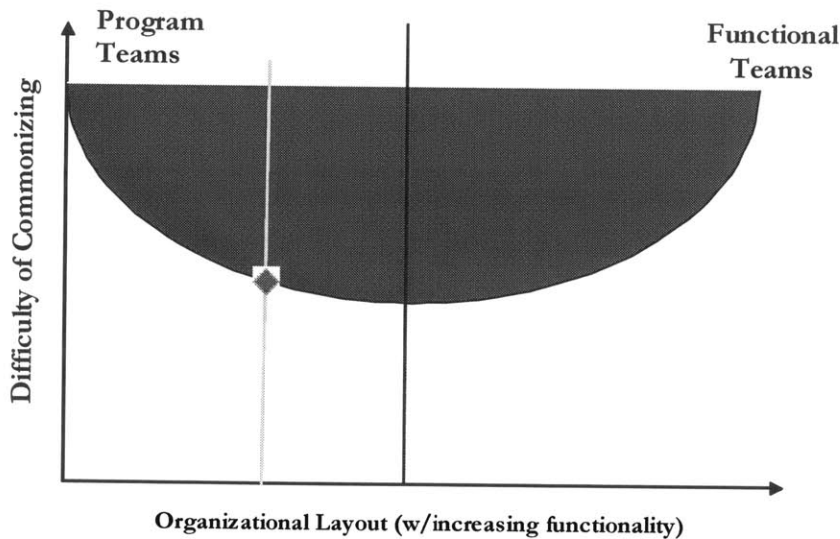 Program
Teams
Functional
Teams
Difficulty of Commonizing
Organizational Layout (w/increasing functionality)